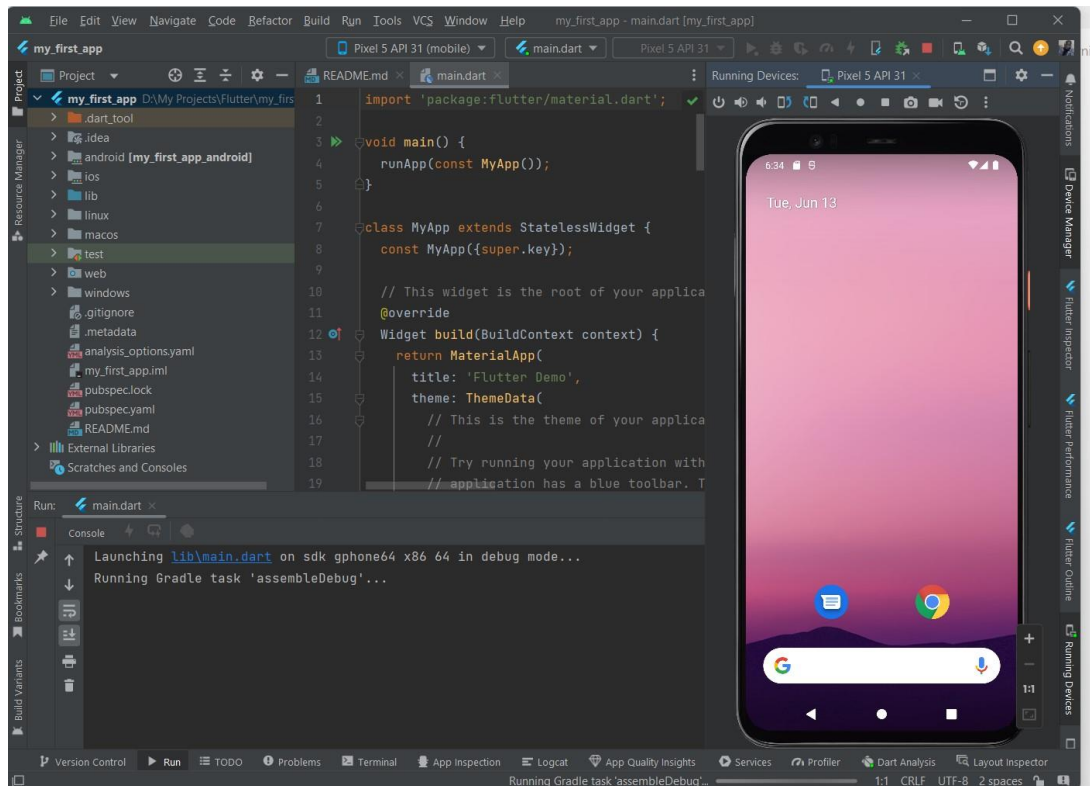 File Edit View Navigate Code Refactor Build Run Tools VCS Window Help my_first_app - main.dart [my_first_app]
my_first_app Pixel 5 API 31 (mobile) main.dart Pixel 5 API 31
Project
README.md main.dart
Running Devices: Pixel 5 API 31
my_first_app D:\My Projects\Flutter\my_firs
.dart_tool
.idea
android [my_first_app_android]
ios
lib
linux
macos
test
web
windows
.gitignore
.metadata
analysis_options.yaml
my_first_app.iml
pubspec.lock
pubspec.yaml
README.md
External Libraries
Scratches and Consoles
1 import 'package:flutter/material.dart';
2
3 void main() {
4 runApp(const MyApp());
5 }
6
7 class MyApp extends StatelessWidget {
8 const MyApp({super.key});
9
10 // This widget is the root of your applica
11 @override
12 Widget build(BuildContext context) {
13 return MaterialApp(
14 title: 'Flutter Demo',
15 theme: ThemeData(
16 // This is the theme of your applica
17 //
18 // Try running your application with
19 // application has a blue toolbar. T
6:34
Tue, Jun 13
1:1
Project
Resource Manager
Structure
Bookmarks
Build Variants
Notifications
Device Manager
Flutter Inspector
Flutter Performance
Flutter Outline
Running Devices
Run: main.dart
Console
Launching lib\main.dart on sdk gphone64 x86 64 in debug mode...
Running Gradle task 'assembleDebug'...
Version Control Run TODO Problems Terminal App Inspection Logcat App Quality Insights Services Profiler Dart Analysis Layout Inspector
Running Gradle task 'assembleDebug'... 1:1 CRLF UTF-8 2 spaces